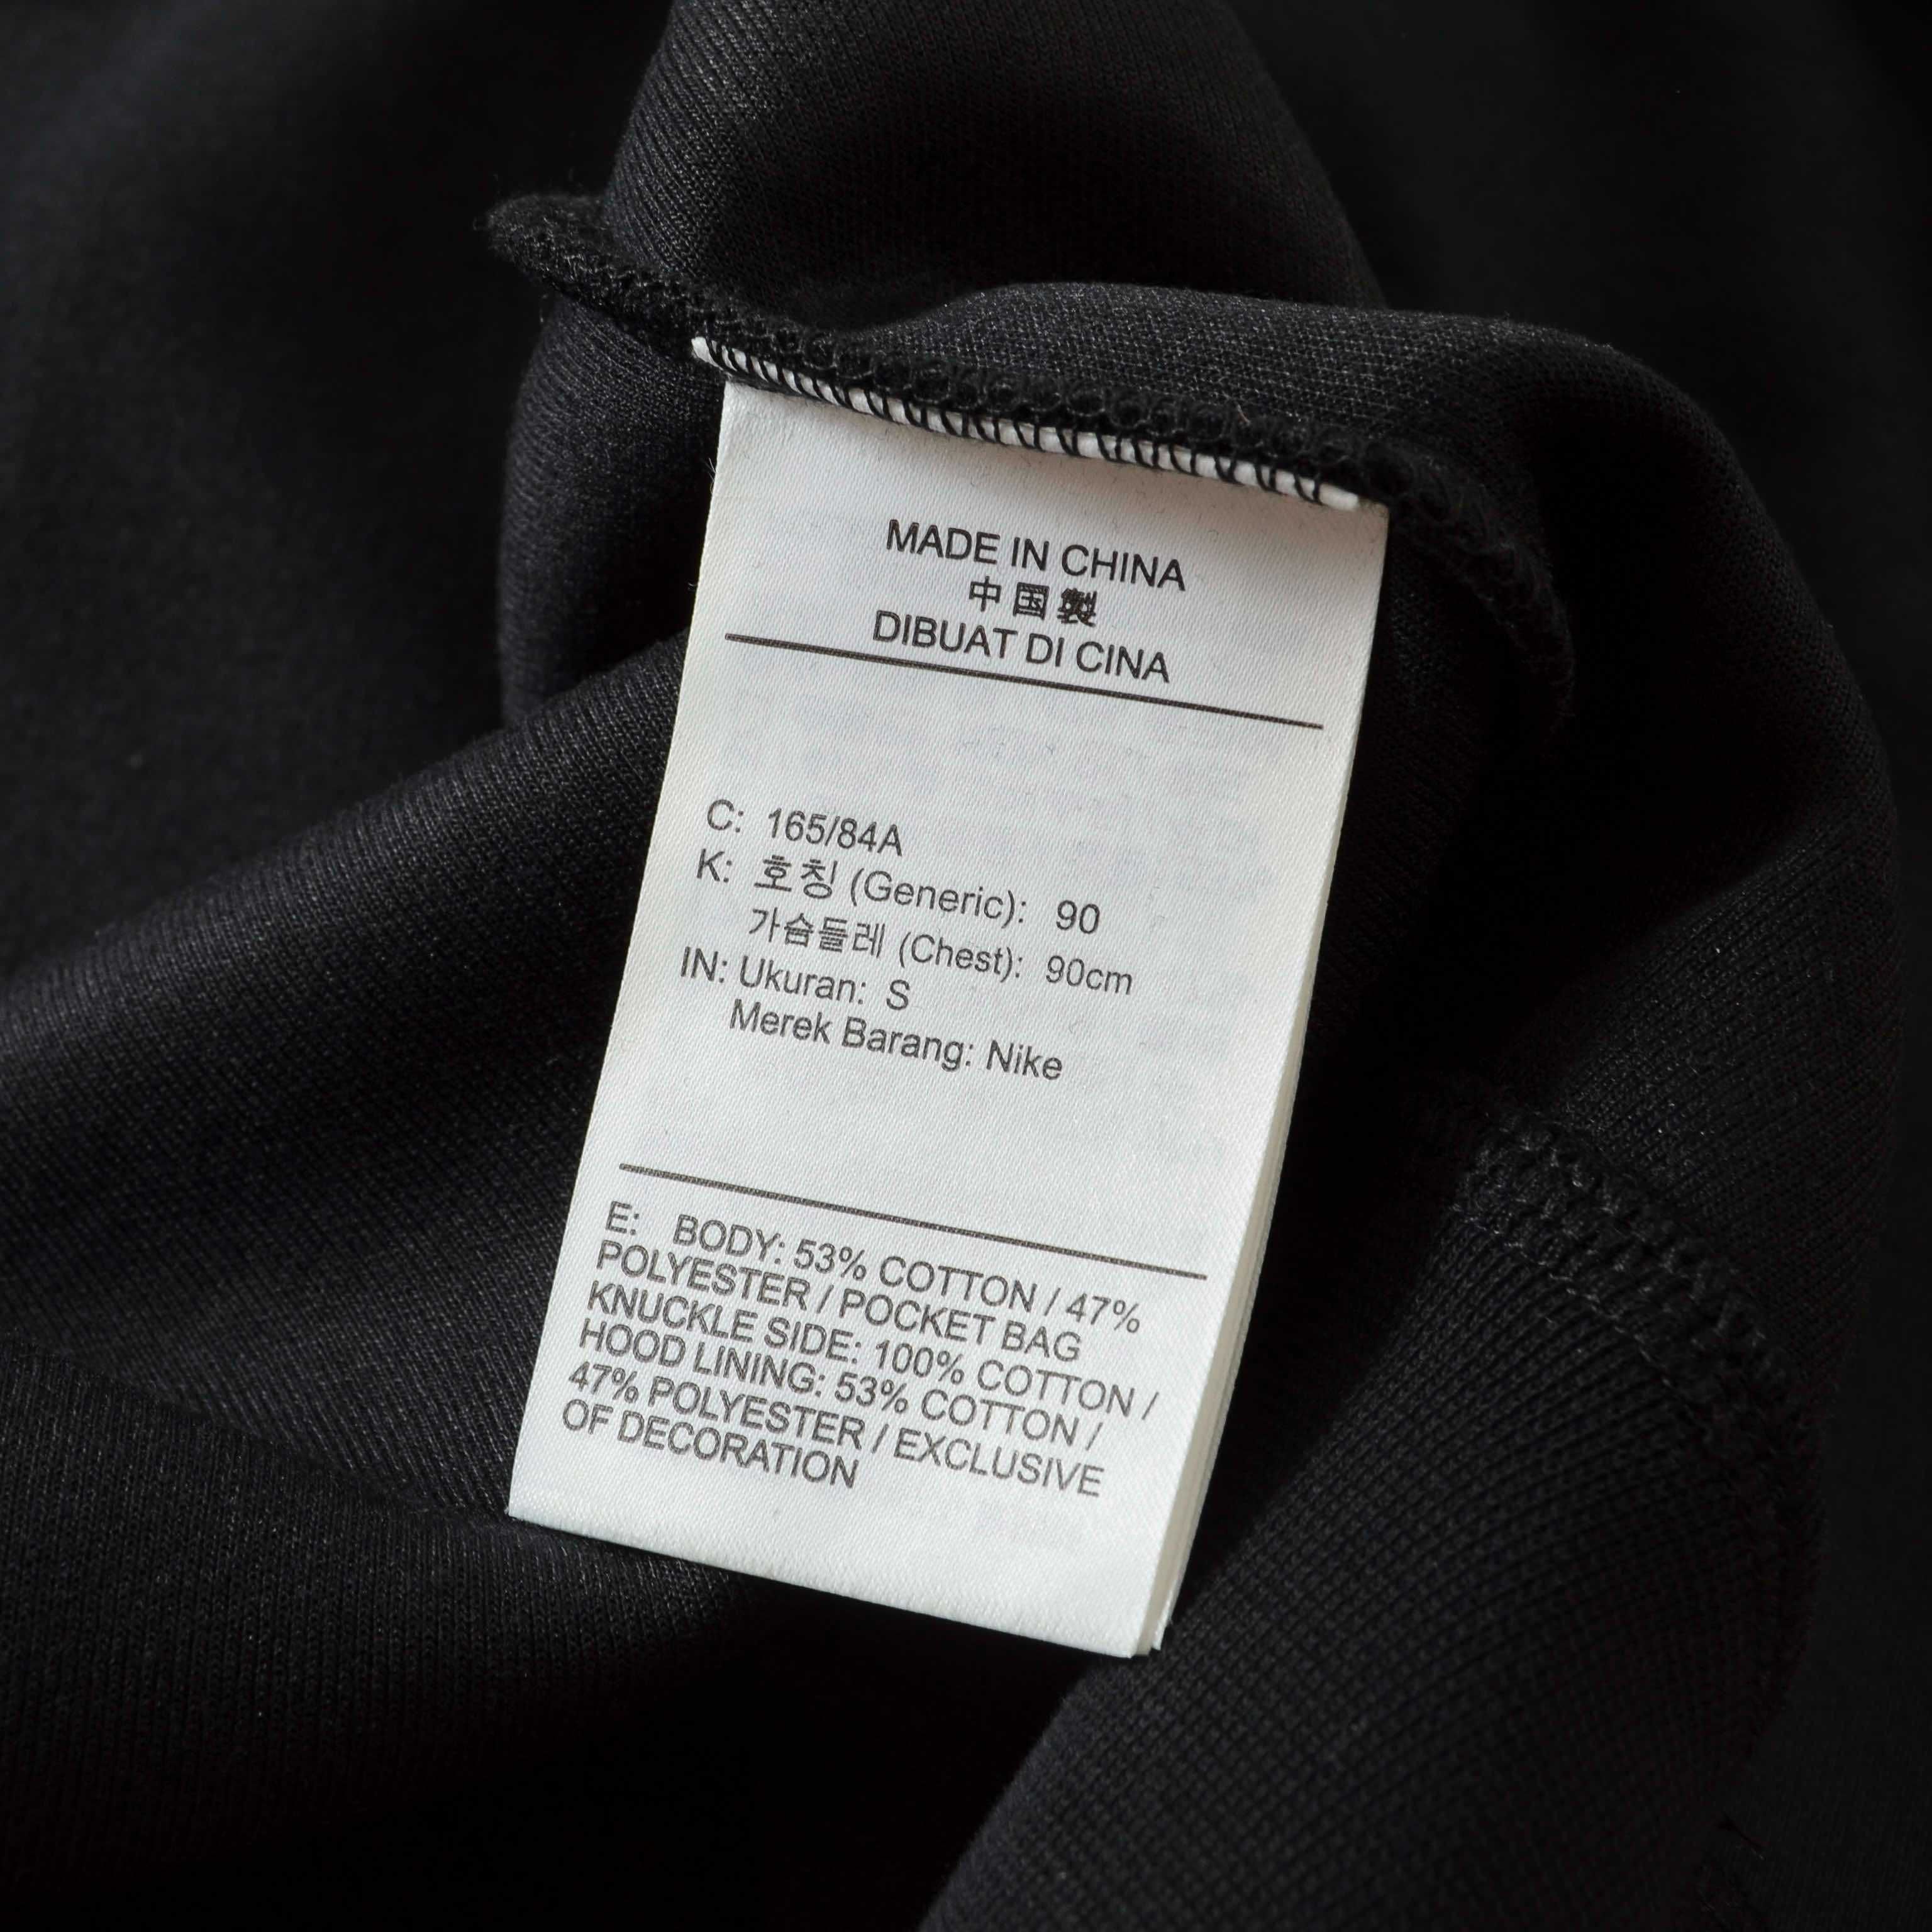 MADE IN CHINA
中国製
DIBUAT DI CINA
C: 165/84A
K: 호칭 (Generic): 90
가슴둘레 (Chest): 90cm
IN: Ukuran: S
Merek Barang: Nike
E: BODY: 53% COTTON / 47%
POLYESTER / POCKET BAG
KNUCKLE SIDE: 100% COTTON /
HOOD LINING: 53% COTTON /
47% POLYESTER / EXCLUSIVE
OF DECORATION